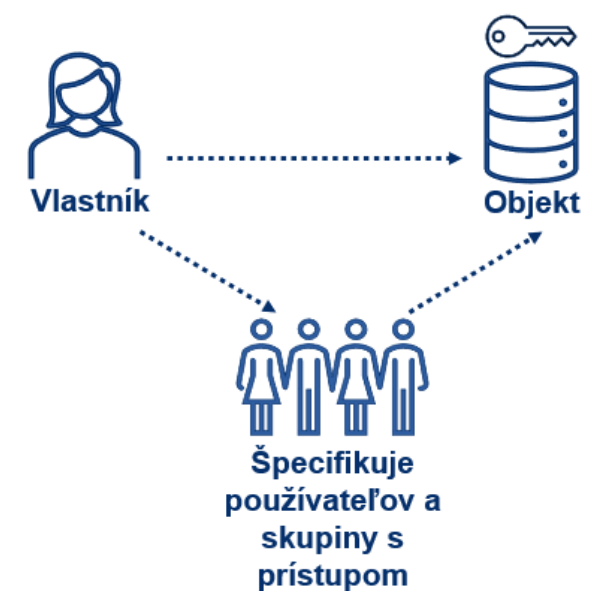 Vlastník
Objekt
Špecifikuje
používateľov a
skupiny s
prístupom